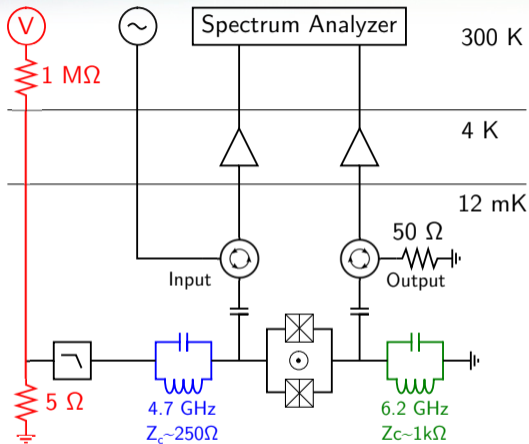 V
Spectrum Analyzer
300 K
1 MΩ
4 K
12 mK
50 Ω
Input
Output
5 Ω
4.7 GHz
Z_c~250Ω
6.2 GHz
Zc~1kΩ